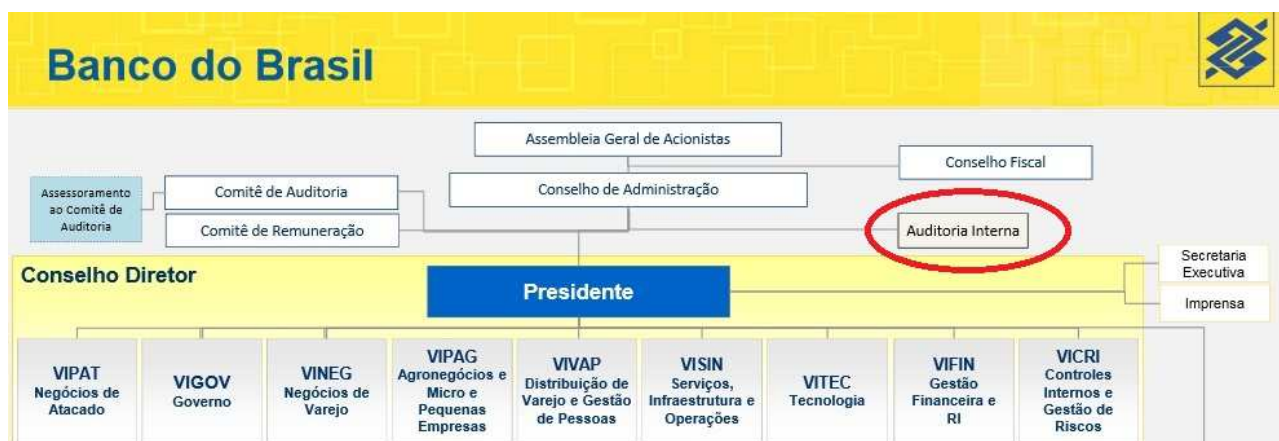 Banco do Brasil
Assembleia Geral de Acionistas
Conselho Fiscal
Assessoramento
ao Comitê de
Auditoria
Comitê de Auditoria
Conselho de Administração
Comitê de Remuneração
Auditoria Interna
Conselho Diretor
Presidente
Secretaria
Executiva
Imprensa
VIPAT
Negócios de
Atacado
VIGOV
Governo
VINEG
Negócios de
Varejo
VIPAG
Agronegócios e
Micro e
Pequenas
Empresas
VIVAP
Distribuição de
Varejo e Gestão
de Pessoas
VISIN
Serviços,
Infraestrutura e
Operações
VITEC
Tecnologia
VIFIN
Gestão
Financeira e
RI
VICRI
Controles
Internos e
Gestão de
Riscos